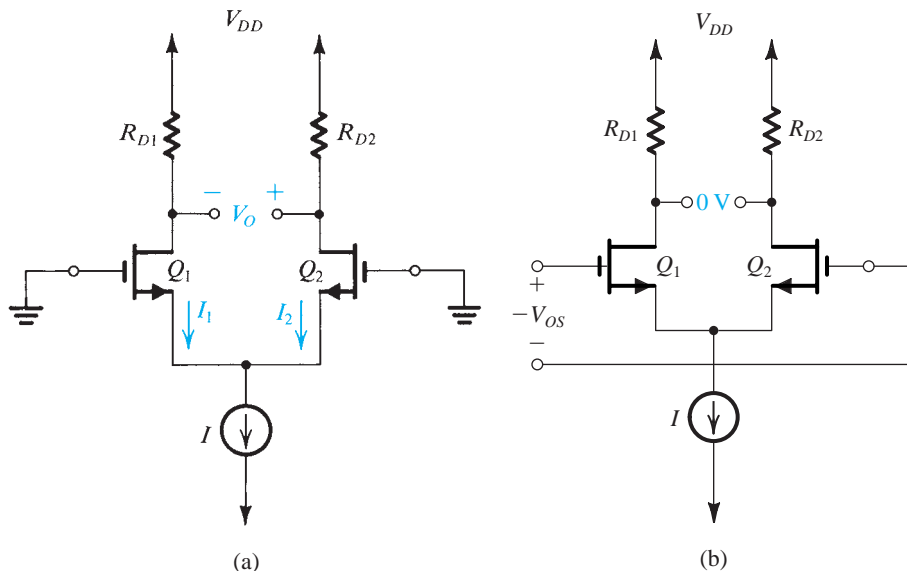 V_DD
R_D1
R_D2
− V_O +
Q_1
Q_2
I_1
I_2
I
(a)
V_DD
R_D1
R_D2
0 V
Q_1
Q_2
+
−V_OS
−
I
(b)